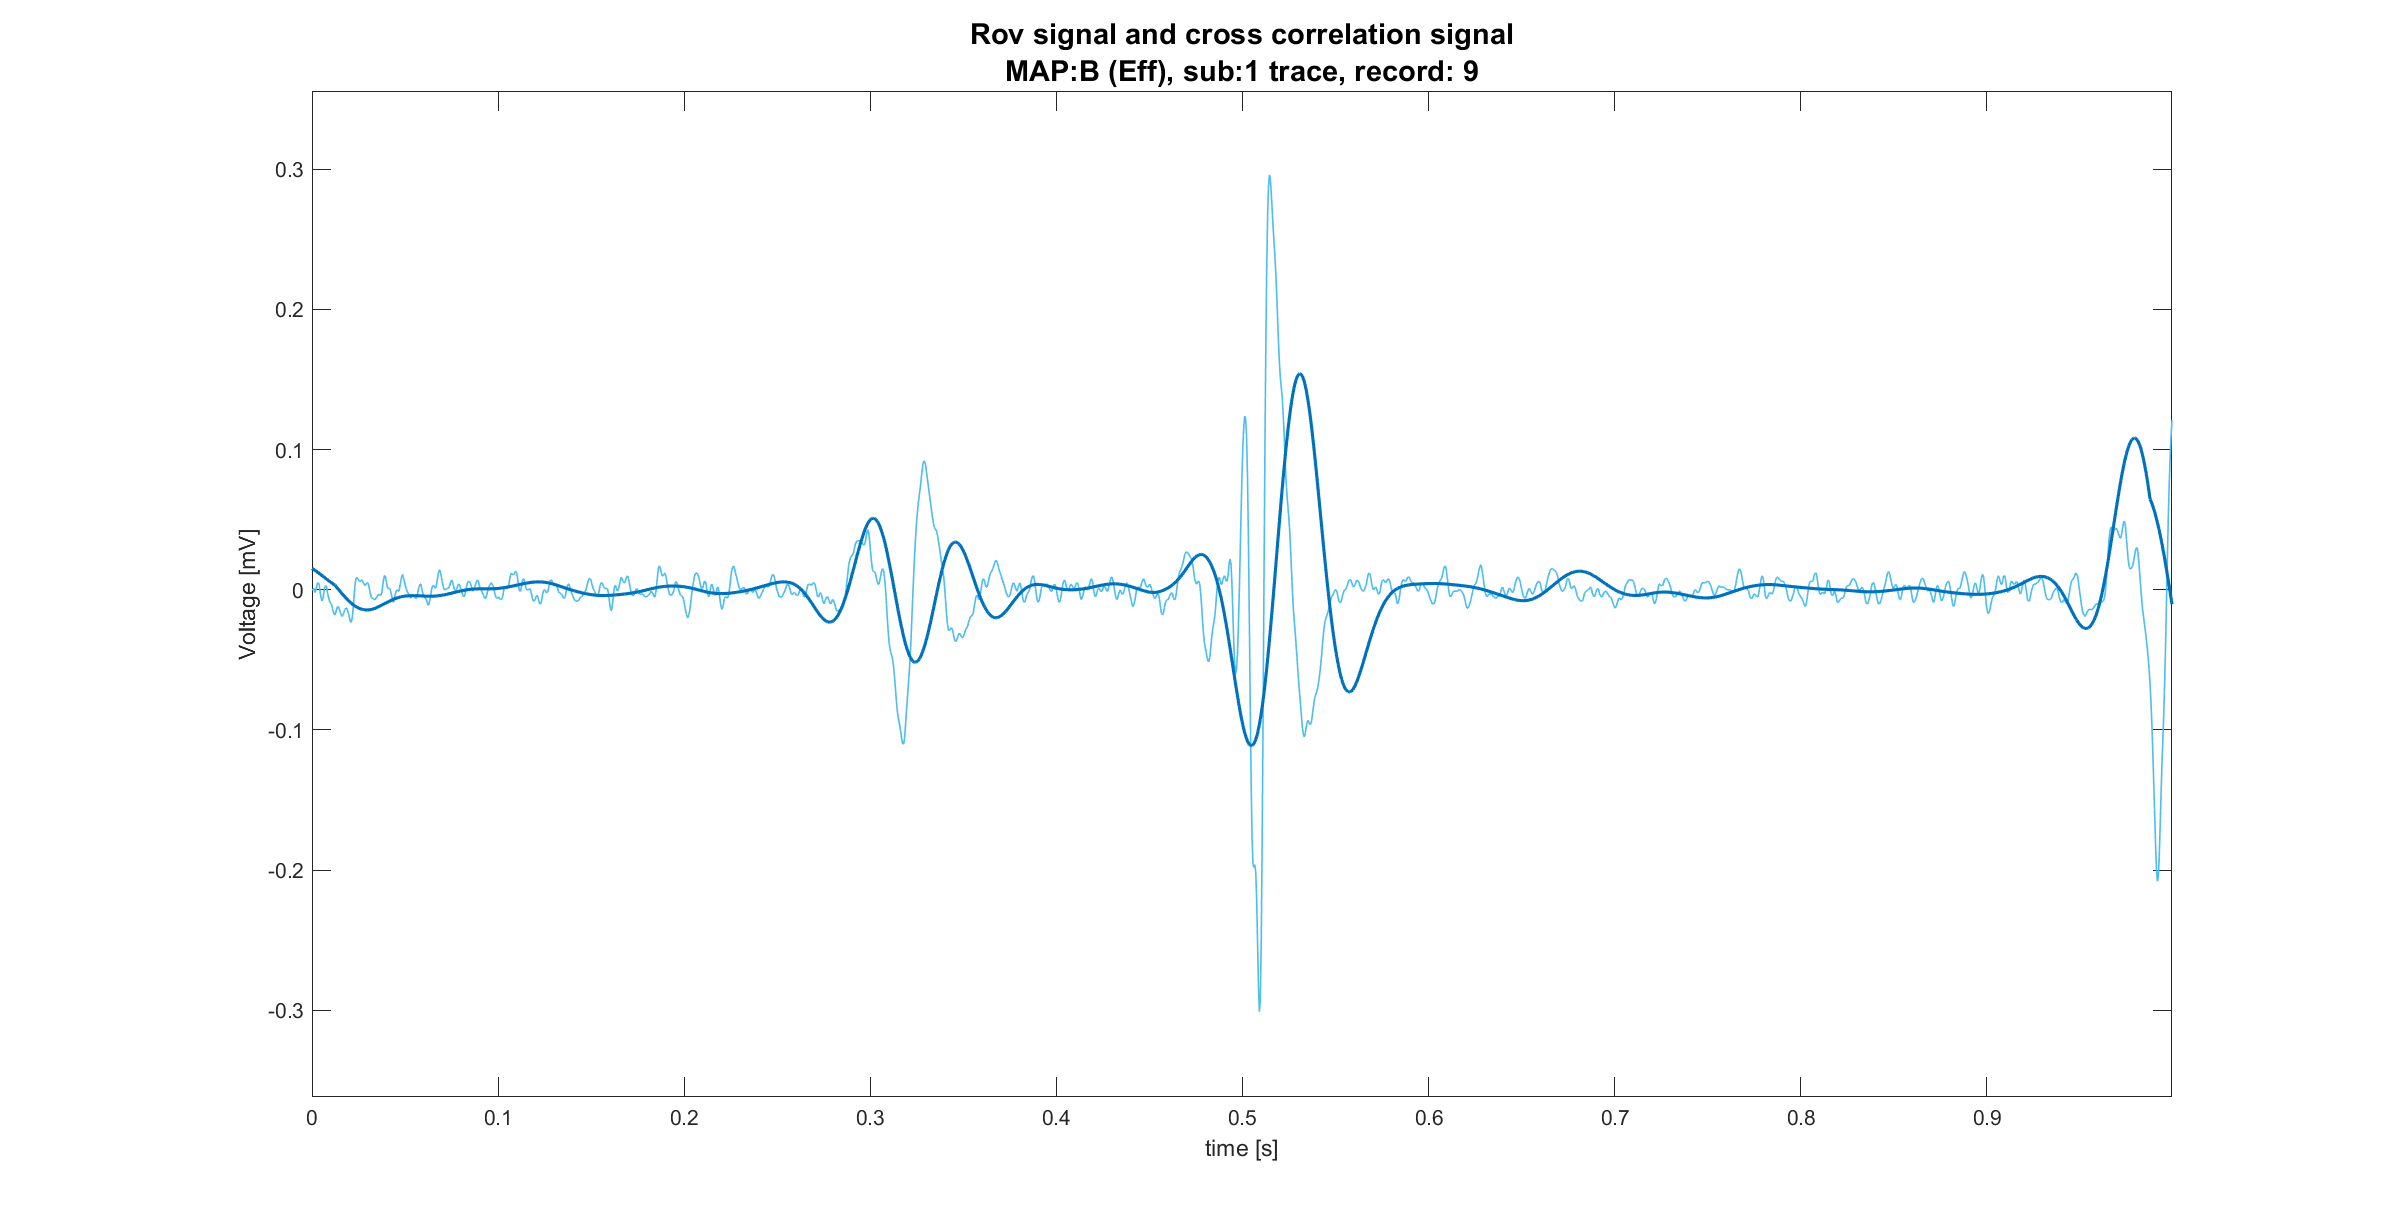 Rov signal and cross correlation signal
MAP:B (Eff), sub:1 trace, record: 9
0.3
0.2
0.1
0
-0.1
-0.2
-0.3
Voltage [mV]
0 0.1 0.2 0.3 0.4 0.5 0.6 0.7 0.8 0.9
time [s]